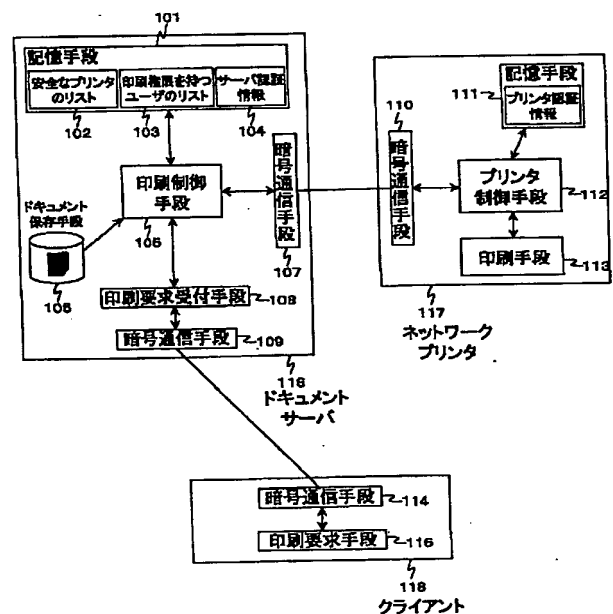 101
記憶手段
安全なプリンタ
のリスト
印刷権限を持つ
ユーザのリスト
サーバ認証
情報
102
103
104
印刷制御
手段
106
ドキュメント
保存手段
105
暗号通信手段
107
印刷要求受付手段
108
暗号通信手段
109
116
ドキュメント
サーバ
110
暗号通信手段
記憶手段
111
プリンタ認証
情報
プリンタ
制御手段
112
印刷手段
113
117
ネットワーク
プリンタ
暗号通信手段
114
印刷要求手段
115
118
クライアント